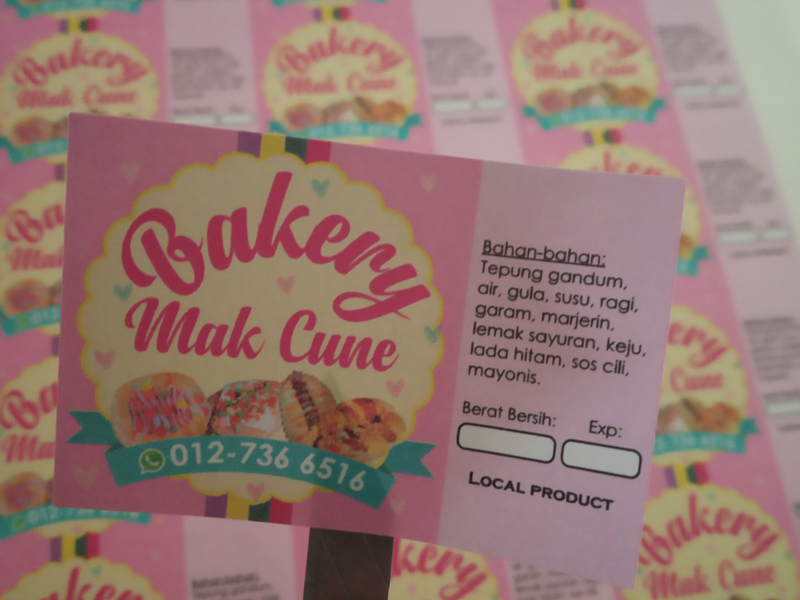 Bakery
Mak Cune
012-736 6516
Bahan-bahan:
Tepung gandum,
air, gula, susu, ragi,
garam, marjerin,
lemak sayuran, keju,
lada hitam, sos cili,
mayonis.
Berat Bersih: Exp:
LOCAL PRODUCT